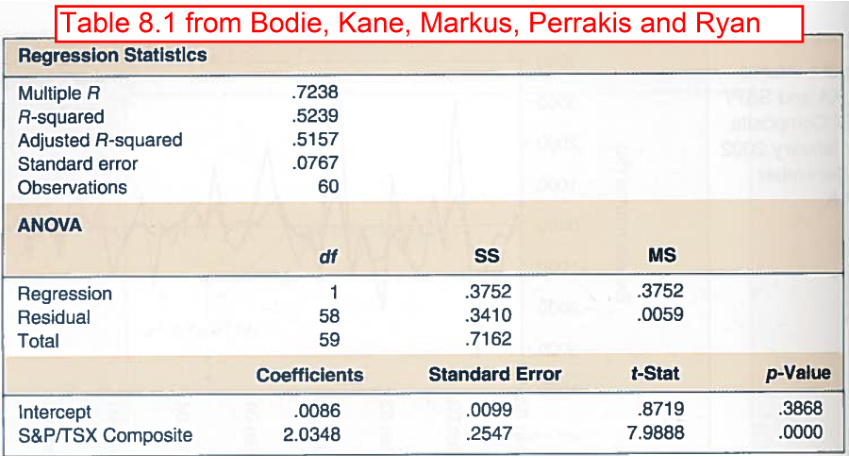 Table 8.1 from Bodie, Kane, Markus, Perrakis and Ryan
Regression Statistics
Multiple R .7238
R-squared .5239
Adjusted R-squared .5157
Standard error .0767
Observations 60
ANOVA
df SS MS
Regression 1 .3752 .3752
Residual 58 .3410 .0059
Total 59 .7162
Coefficients Standard Error t-Stat p-Value
Intercept .0086 .0099 .8719 .3868
S&P/TSX Composite 2.0348 .2547 7.9888 .0000